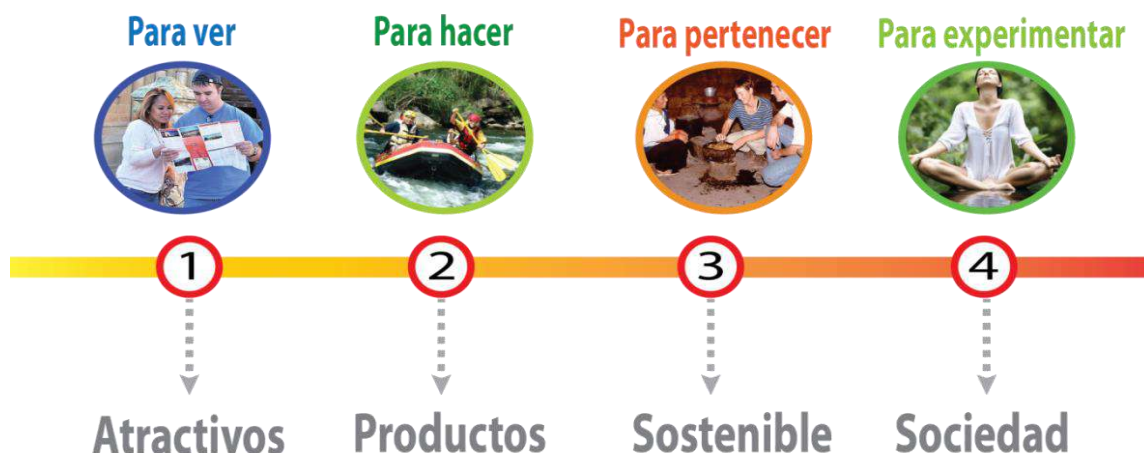 Para ver
Para hacer
Para pertenecer
Para experimentar
1
2
3
4
Atractivos
Productos
Sostenible
Sociedad